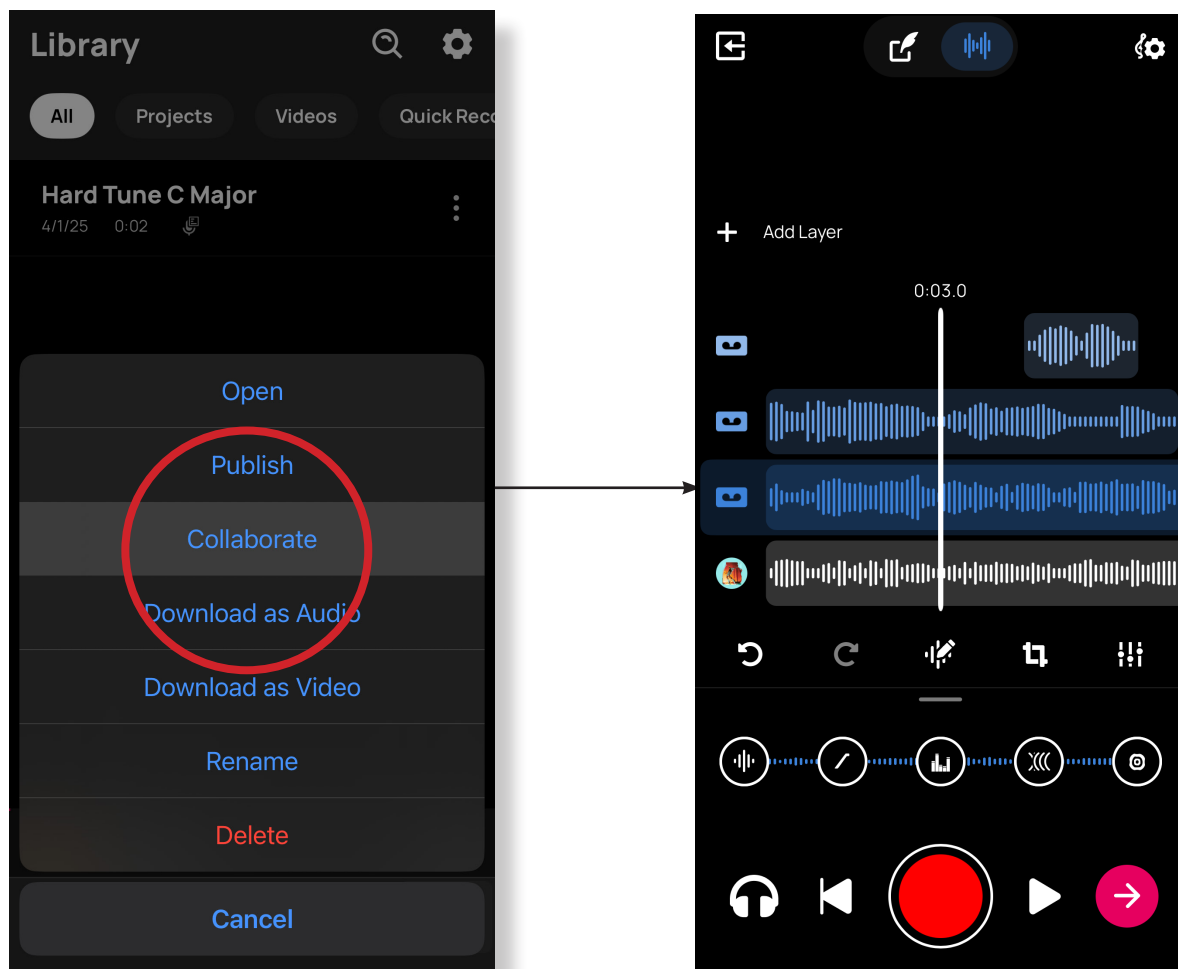 Library
All Projects Videos Quick Rec
Hard Tune C Major
4/1/25 0:02
Open
Publish
Collaborate
Download as Audio
Download as Video
Rename
Delete
Cancel
Add Layer
0:03.0